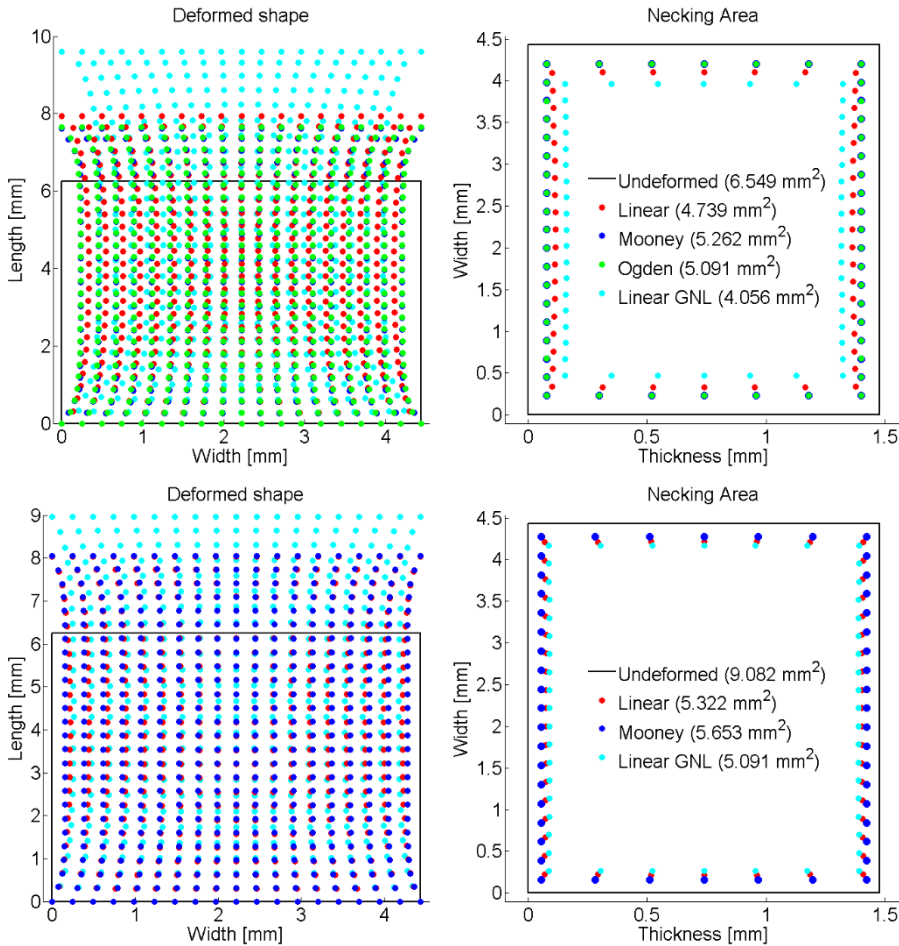 Deformed shape
10
8
6
4
2
0
Length [mm]
0
1
2
3
4
Width [mm]
Necking Area
4.5
4
3.5
3
2.5
2
1.5
1
0.5
0
Width [mm]
Undeformed (6.549 mm²)
Linear (4.739 mm²)
Mooney (5.262 mm²)
Ogden (5.091 mm²)
Linear GNL (4.056 mm²)
0
0.5
1
1.5
Thickness [mm]
Deformed shape
9
8
7
6
5
4
3
2
1
0
Length [mm]
0
1
2
3
4
Width [mm]
Necking Area
4.5
4
3.5
3
2.5
2
1.5
1
0.5
0
Width [mm]
Undeformed (9.082 mm²)
Linear (5.322 mm²)
Mooney (5.653 mm²)
Linear GNL (5.091 mm²)
0
0.5
1
1.5
Thickness [mm]